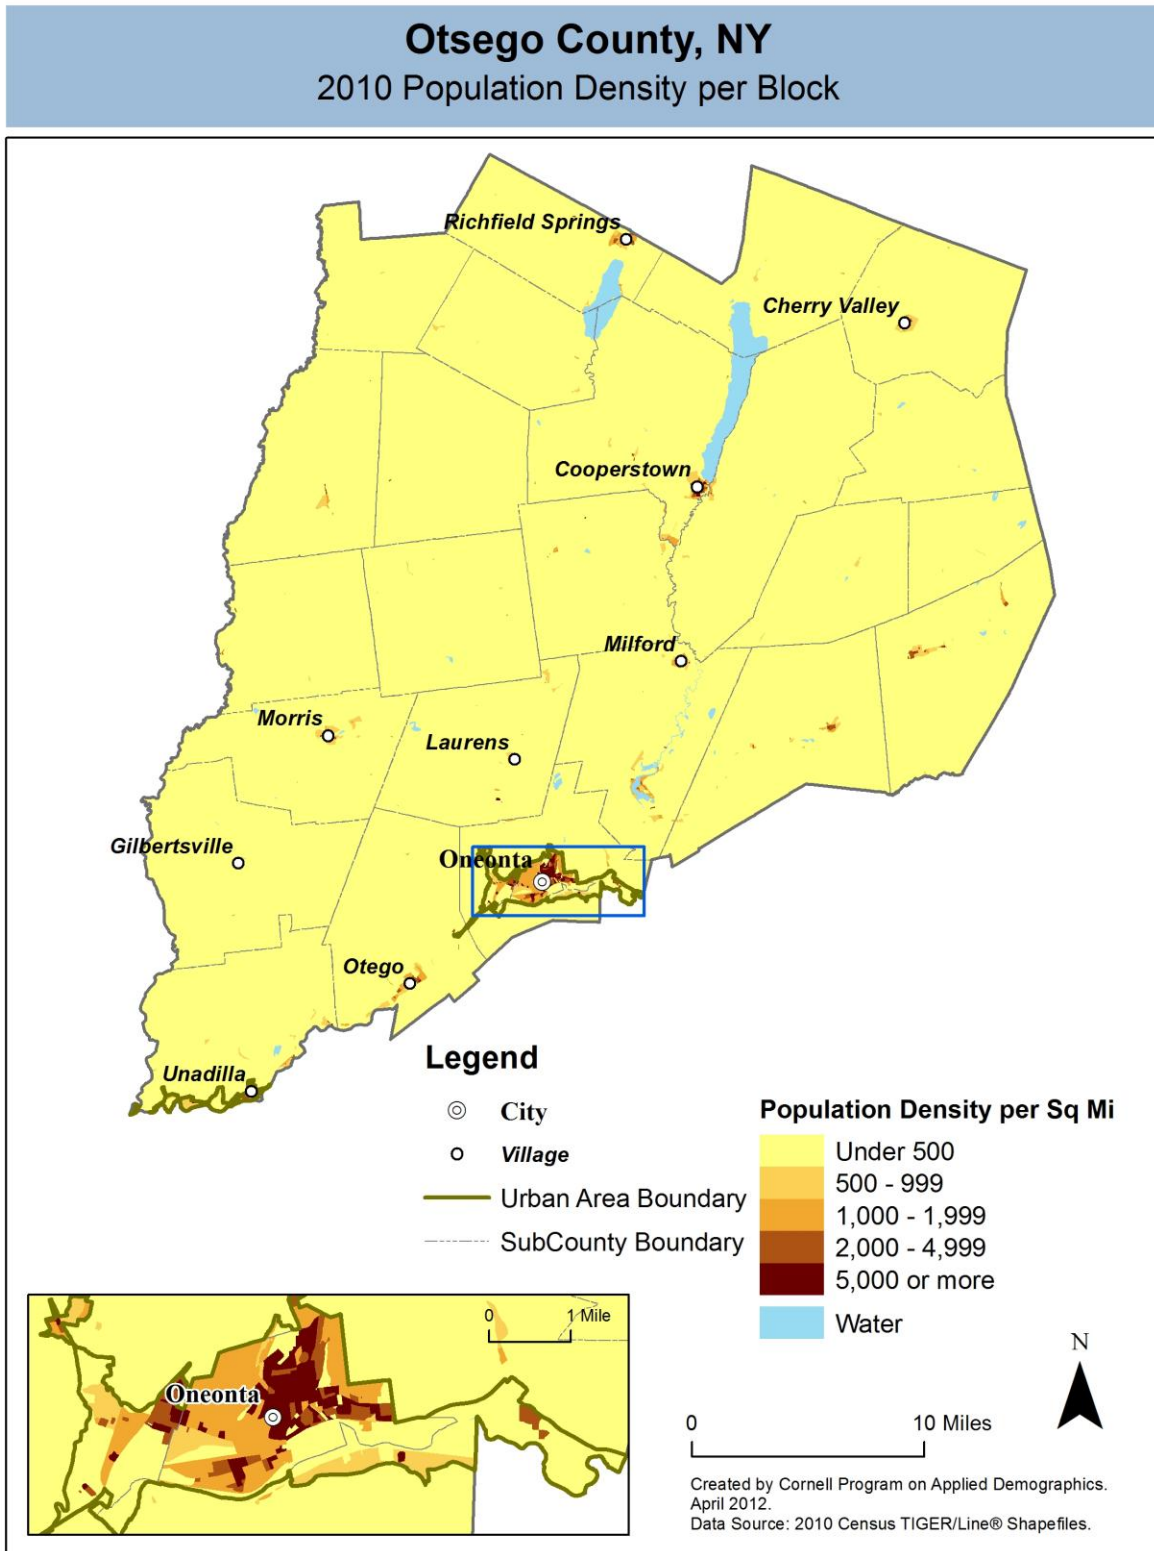 Otsego County, NY
2010 Population Density per Block
Richfield Springs
Cherry Valley
Cooperstown
Milford
Morris
Laurens
Gilbertsville
Oneonta
Otego
Unadilla
Legend
City
Village
Urban Area Boundary
SubCounty Boundary
Population Density per Sq Mi
Under 500
500 - 999
1,000 - 1,999
2,000 - 4,999
5,000 or more
Water
0 1 Mile
Oneonta
N
0 10 Miles
Created by Cornell Program on Applied Demographics.
April 2012.
Data Source: 2010 Census TIGER/Line® Shapefiles.